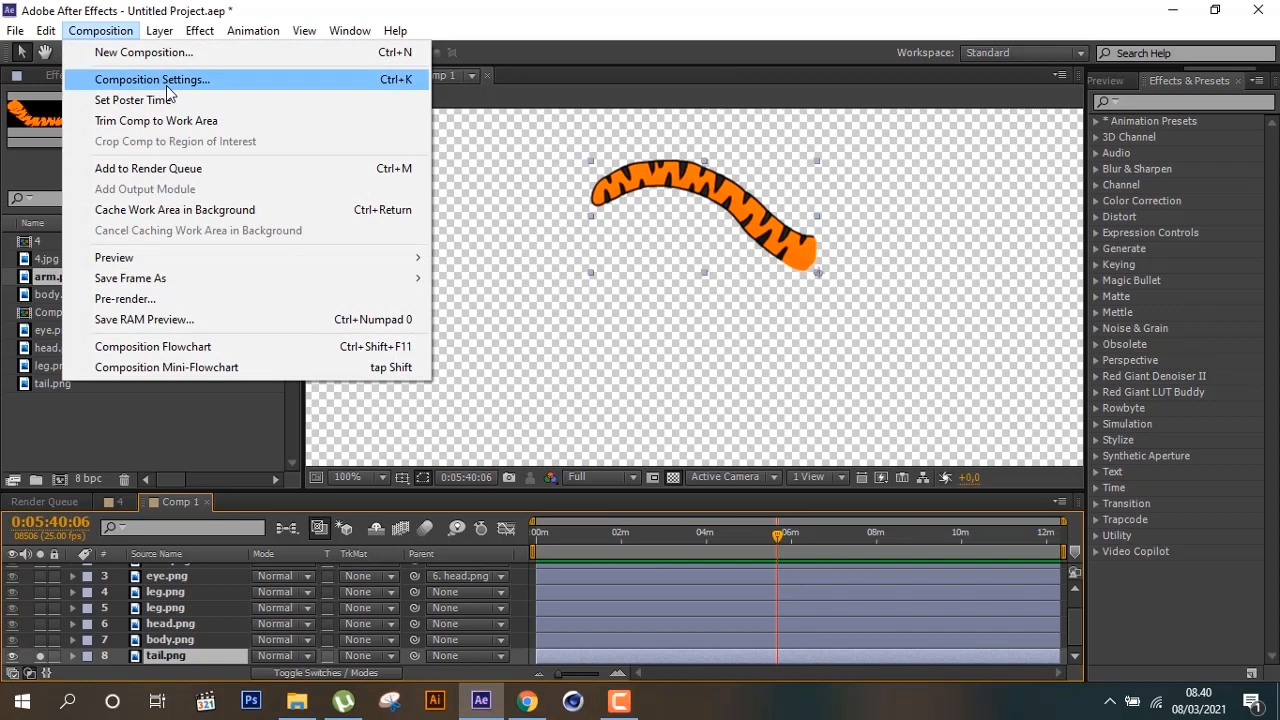 Adobe After Effects - Untitled Project.aep *
File Edit Composition Layer Effect Animation View Window Help
New Composition... Ctrl+N
Composition Settings... Ctrl+K
Set Poster Time
Trim Comp to Work Area
Crop Comp to Region of Interest
Add to Render Queue Ctrl+M
Add Output Module
Cache Work Area in Background Ctrl+Return
Cancel Caching Work Area in Background
Preview
Save Frame As
Pre-render...
Save RAM Preview... Ctrl+Numpad 0
Composition Flowchart Ctrl+Shift+F11
Composition Mini-Flowchart tap Shift
Workspace: Standard
Search Help
Preview Effects & Presets
* Animation Presets
3D Channel
Audio
Blur & Sharpen
Channel
Color Correction
Distort
Expression Controls
Generate
Keying
Magic Bullet
Matte
Mettle
Noise & Grain
Obsolete
Perspective
Red Giant Denoiser II
Red Giant LUT Buddy
Rowbyte
Simulation
Stylize
Synthetic Aperture
Text
Time
Transition
Trapcode
Utility
Video Copilot
Name
4
4.jpg
arm.p
body.
Comp
eye.pn
head.
leg.pn
tail.png
8 bpc
100% 0:05:40:06 Full Active Camera 1 View +0,0
Render Queue 4 Comp 1
0:05:40:06
08506 (25.00 fps)
# Source Name Mode T TrkMat Parent
00m 02m 04m 06m 08m 10m 12m
3 eye.png Normal None 6. head.png
4 leg.png Normal None None
5 leg.png Normal None None
6 head.png Normal None None
7 body.png Normal None None
8 tail.png Normal None None
Toggle Switches / Modes
08.40
08/03/2021